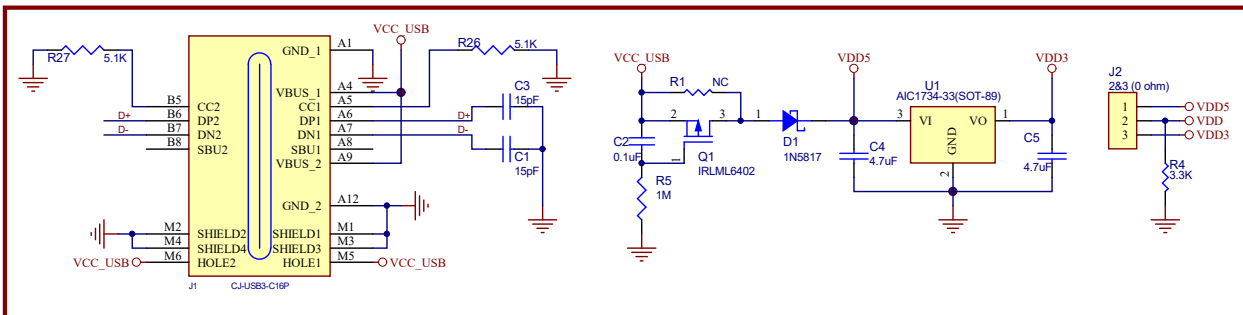 R27
5.1K
B5
B6
B7
B8
D+
D-
CC2
DP2
DN2
SBU2
GND_1
VBUS_1
CC1
DP1
DN1
SBU1
VBUS_2
GND_2
A1
A4
A5
A6
A7
A8
A9
A12
M2
M4
M6
SHIELD2
SHIELD4
HOLE2
SHIELD1
SHIELD3
HOLE1
M1
M3
M5
VCC_USB
VCC_USB
J1
CJ-USB3-C16P
VCC_USB
R26
5.1K
D+
D-
C3
15pF
C1
15pF
VCC_USB
R1
NC
2
3
1
C2
0.1uF
Q1
IRLML6402
R5
1M
1
2
D1
1N5817
VDD5
C4
4.7uF
U1
AIC1734-33(SOT-89)
3
VI
VO
1
GND
2
VDD3
C5
4.7uF
J2
2&3 (0 ohm)
1
2
3
VDD5
VDD
VDD3
R4
3.3K